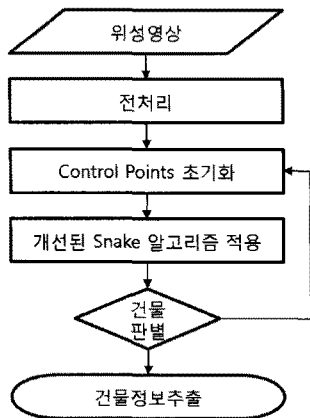 위성영상
전처리
Control Points 초기화
개선된 Snake 알고리즘 적용
건물
판별
건물정보추출